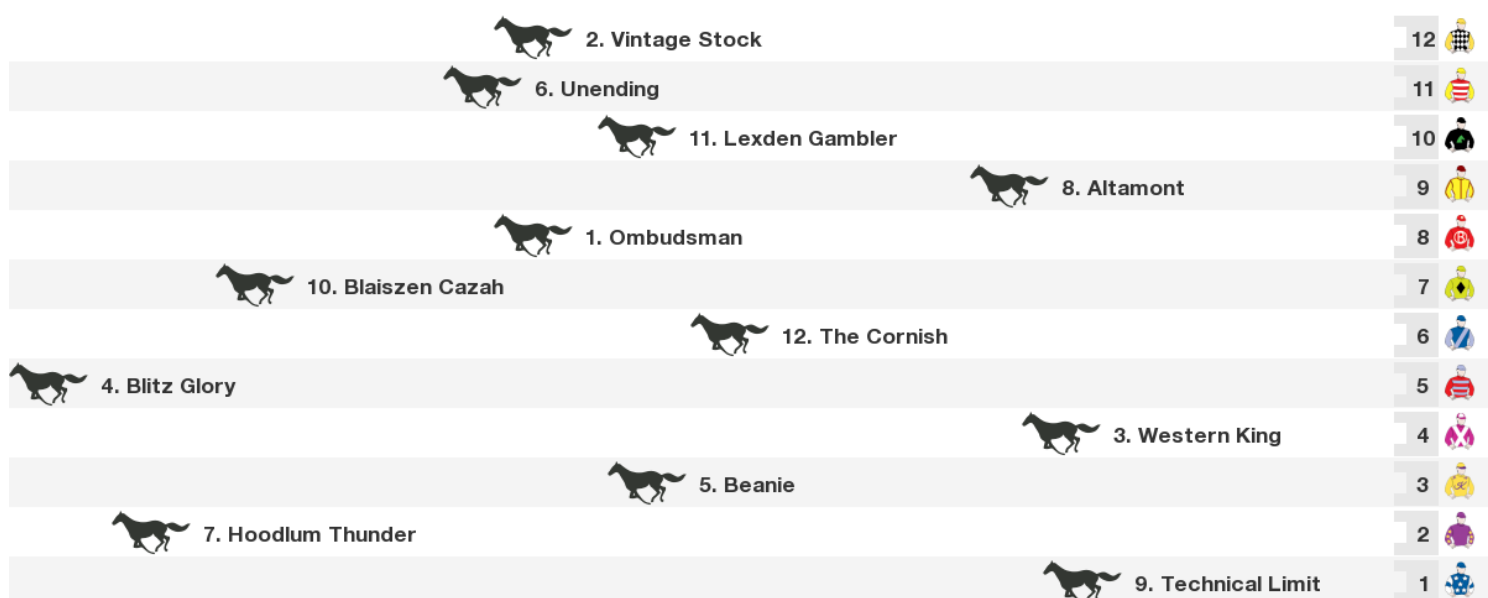 2. Vintage Stock 12
6. Unending 11
11. Lexden Gambler 10
8. Altamont 9
1. Ombudsman 8
10. Blaiszen Cazah 7
12. The Cornish 6
4. Blitz Glory 5
3. Western King 4
5. Beanie 3
7. Hoodlum Thunder 2
9. Technical Limit 1